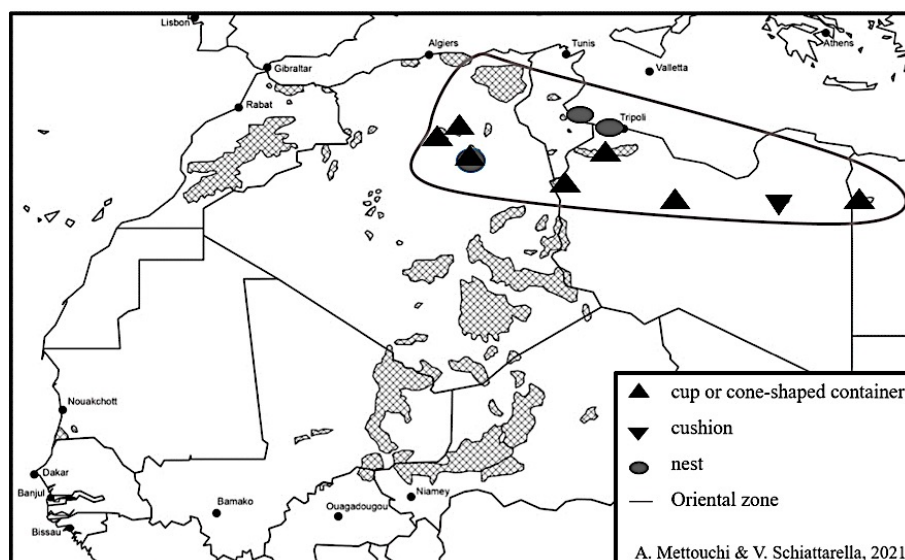 Lisbon
Athens
Algiers
Tunis
Gibraltar
Valletta
Rabat
Tripoli
Nouakchott
Dakar
Banjul
Bissau
Bamako
Ouagadougou
Niamey
cup or cone-shaped container
cushion
nest
Oriental zone
A. Mettouchi & V. Schiattarella, 2021